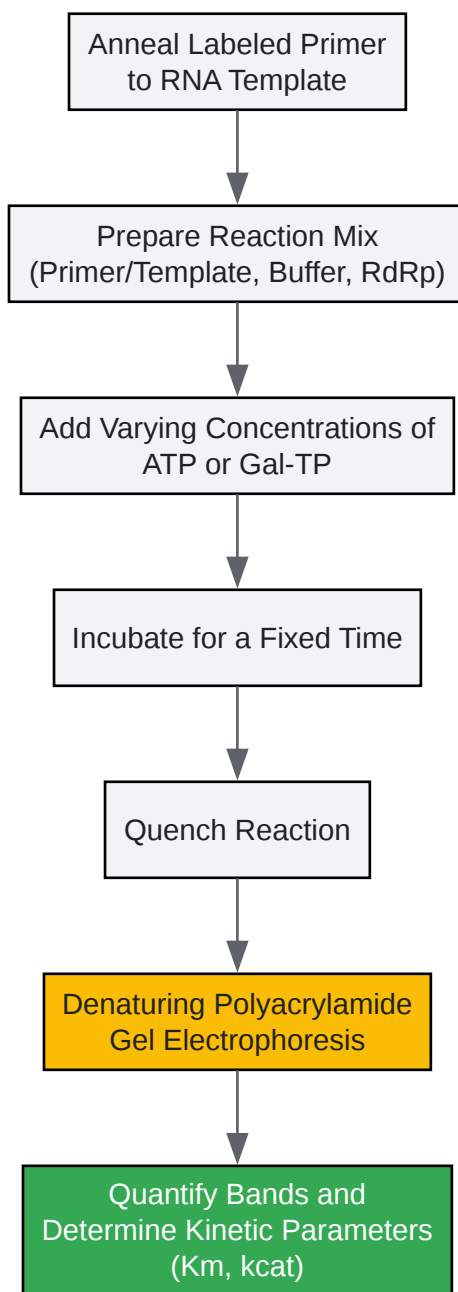 Anneal Labeled Primer
to RNA Template
Prepare Reaction Mix
(Primer/Template, Buffer, RdRp)
Add Varying Concentrations of
ATP or Gal-TP
Incubate for a Fixed Time
Quench Reaction
Denaturing Polyacrylamide
Gel Electrophoresis
Quantify Bands and
Determine Kinetic Parameters
(Km, kcat)